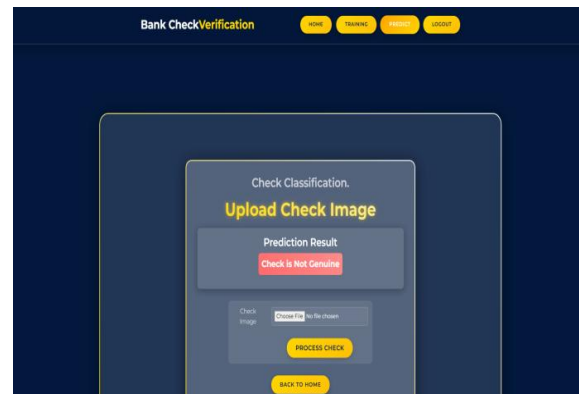 Bank CheckVerification HOME TRAINING PREDICT LOGOUT
Check Classification.
Upload Check Image
Prediction Result
Check is Not Genuine
Check Image Choose File No file chosen
PROCESS CHECK
BACK TO HOME